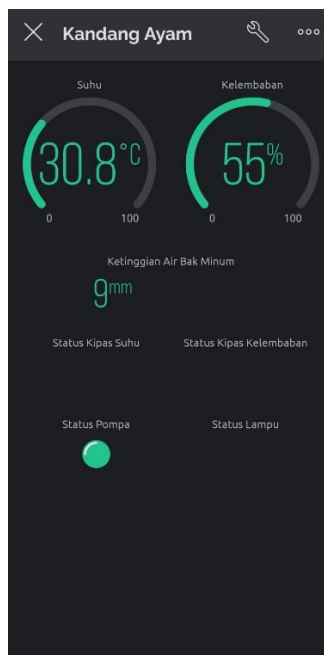 Kandang Ayam
Suhu Kelembaban
30.8°C 55%
0 100 0 100
Ketinggian Air Bak Minum
9mm
Status Kipas Suhu Status Kipas Kelembaban
Status Pompa Status Lampu